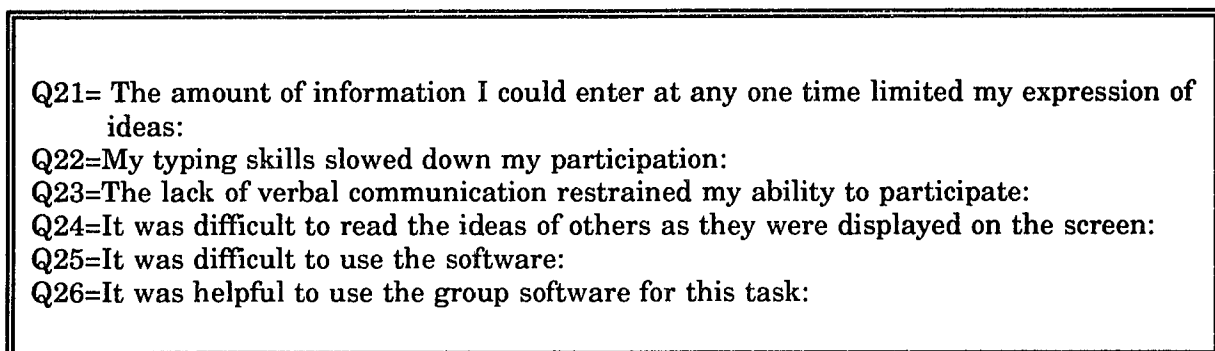 Q21= The amount of information I could enter at any one time limited my expression of
ideas:
Q22=My typing skills slowed down my participation:
Q23=The lack of verbal communication restrained my ability to participate:
Q24=It was difficult to read the ideas of others as they were displayed on the screen:
Q25=It was difficult to use the software:
Q26=It was helpful to use the group software for this task: